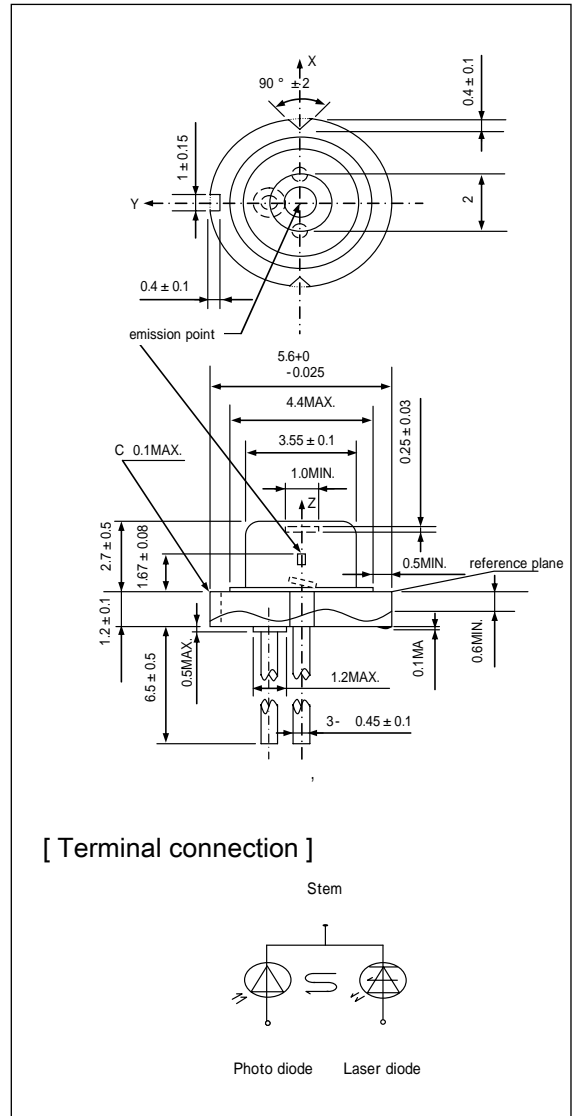 X
90 ° ±2
0.4 ± 0.1
1 ± 0.15
Y
2
0.4 ± 0.1
emission point
5.6+0
-0.025
4.4MAX.
3.55 ± 0.1
0.25 ± 0.03
C 0.1MAX.
1.0MIN.
Z
2.7 ± 0.5
1.67 ± 0.08
0.5MIN.
reference plane
1.2 ± 0.1
0.5MAX.
6.5 ± 0.5
1.2MAX.
0.1MA
0.6MIN.
3- 0.45 ± 0.1
,
[ Terminal connection ]
Stem
Photo diode Laser diode